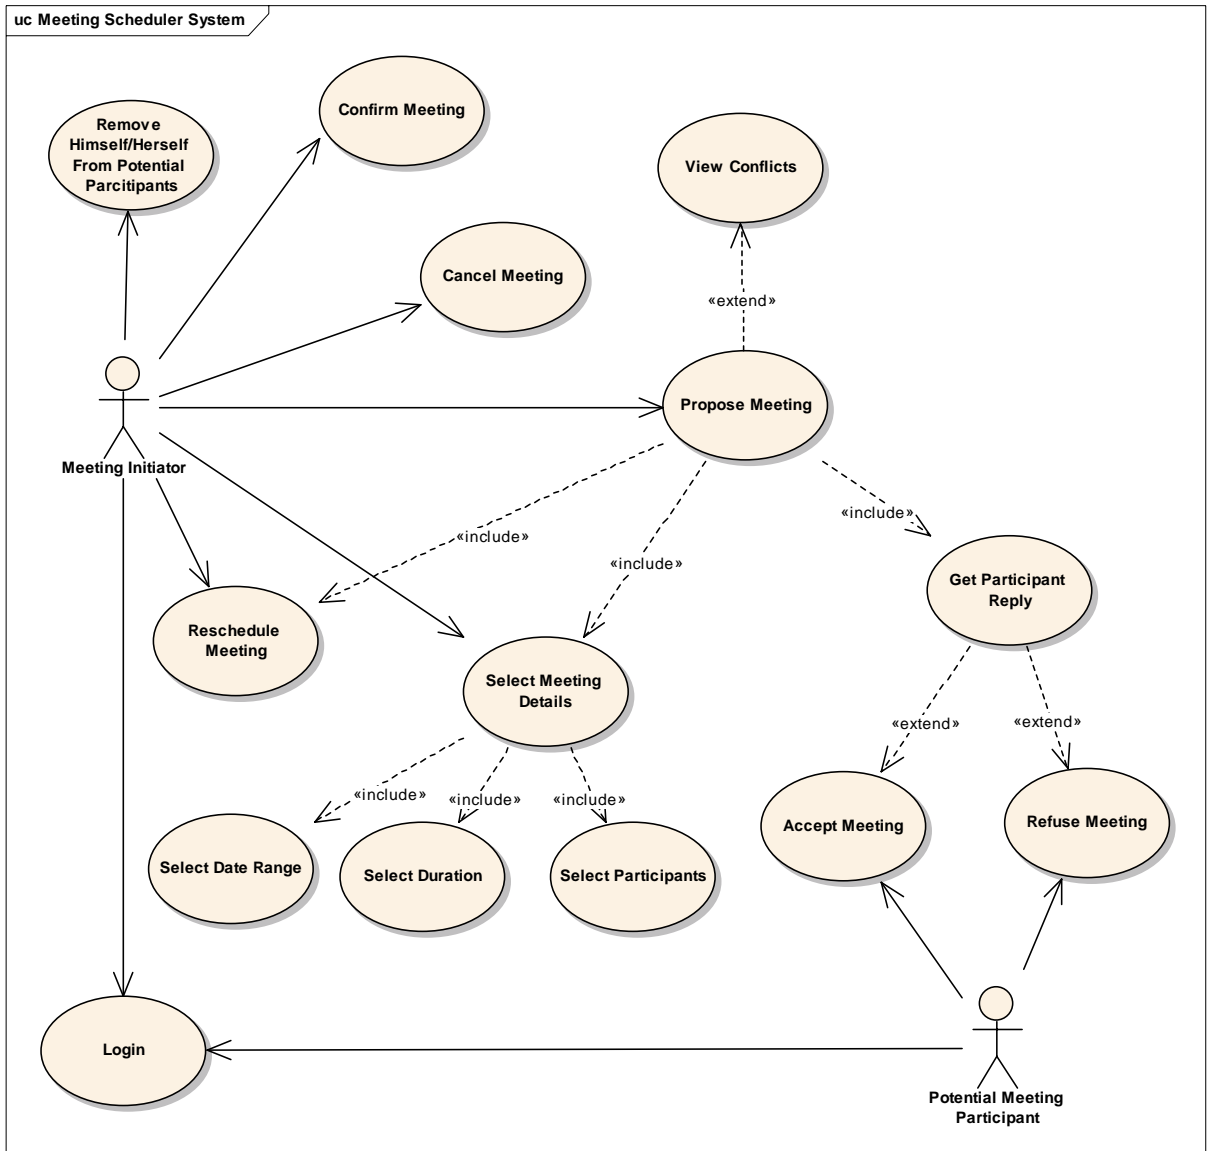 uc Meeting Scheduler System
Confirm Meeting
Remove
Himself/Herself
From Potential
Parcitipants
View Conflicts
Cancel Meeting
«extend»
Propose Meeting
Meeting Initiator
«include»
«include»
«include»
Get Participant
Reply
Reschedule
Meeting
Select Meeting
Details
«extend»
«extend»
«include»
«include»
«include»
Accept Meeting
Refuse Meeting
Select Date Range
Select Duration
Select Participants
Login
Potential Meeting
Participant